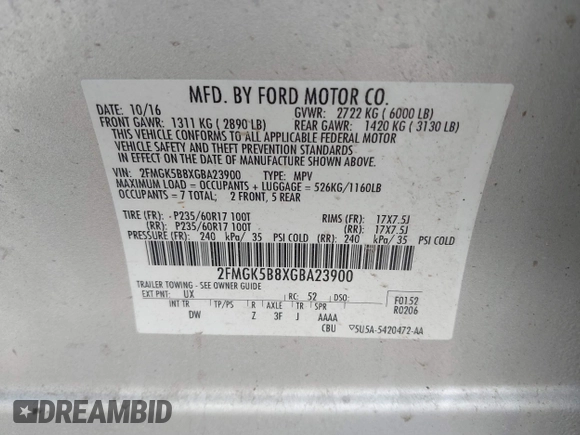 MFD. BY FORD MOTOR CO.
10/16 GVWR: 2722 KG ( 6000 LB)
FRONT GAWR: 1311 KG ( 2890 LB) REAR GAWR: 1420 KG ( 3130 LB)
THIS VEHICLE CONFORMS TO ALL APPLICABLE FEDERAL MOTOR
VEHICLE SAFETY AND THEFT PREVENTION STANDARDS
IN EFFECT ON THE DATE OF MANUFACTURE SHOWN ABOVE.
VIN: 2FMGK5B8XGBA23900 TYPE: MPV
MAXIMUM LOAD = OCCUPANTS + LUGGAGE = 526KG/1160LB
OCCUPANTS = 7 TOTAL; 2 FRONT, 5 REAR
TIRE (FR): P235/60R17 100T RIMS (FR): 17X7.5J
(RR): P235/60R17 100T (RR): 17X7.5J
PRESSURE (FR): 240 kPa/ 35 PSI COLD (RR) 240 kPa/ 35 PSI COLD
2FMGK5B8XGBA23900
TRAILER TOWING - SEE OWNER GUIDE
EXT PNT: UX RC: 52 DSO:
F0152
R0206
INT TR TP/PS R AXLE TR SPR
DW Z 3F J AAAA
CBU 5U5A-5420472-AA
DREAMBID